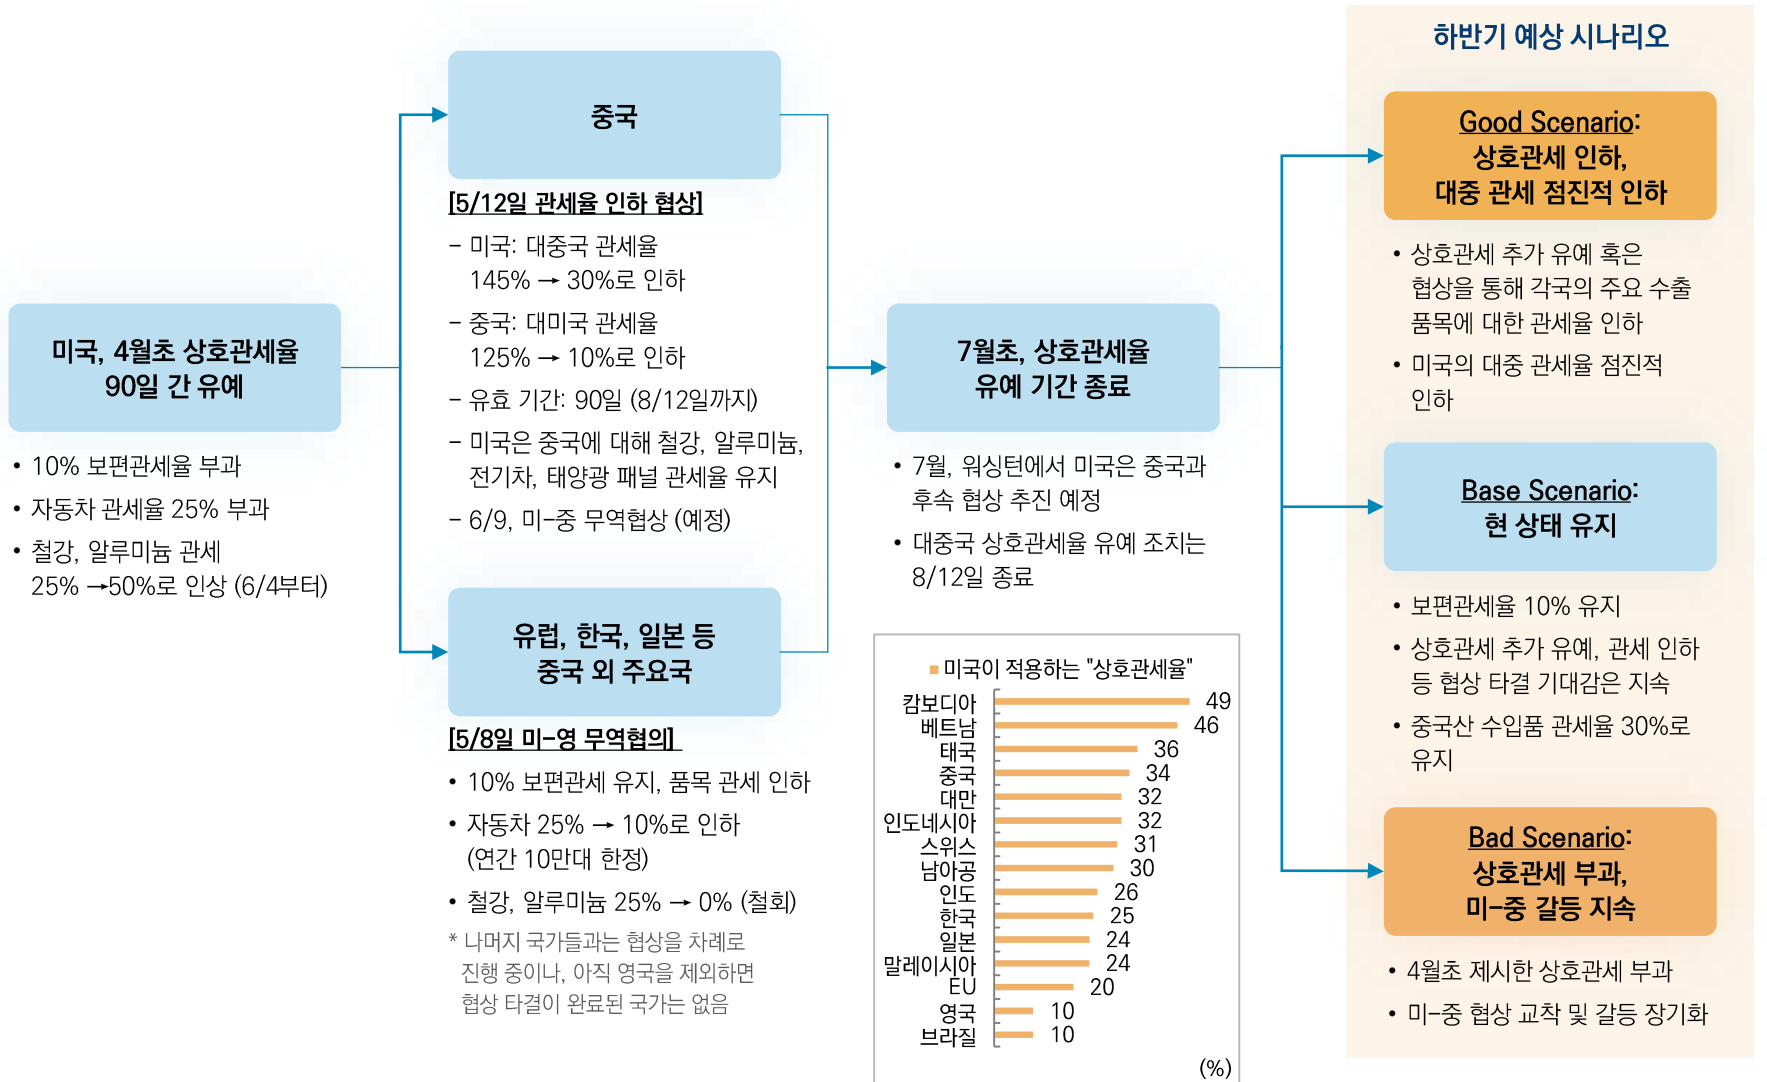 미국, 4월초 상호관세율
90일 간 유예
• 10% 보편관세율 부과
• 자동차 관세율 25% 부과
• 철강, 알루미늄 관세
25% →50%로 인상 (6/4부터)
중국
[5/12일 관세율 인하 협상]
– 미국: 대중국 관세율
145% → 30%로 인하
– 중국: 대미국 관세율
125% → 10%로 인하
– 유효 기간: 90일 (8/12일까지)
– 미국은 중국에 대해 철강, 알루미늄,
전기차, 태양광 패널 관세율 유지
– 6/9, 미-중 무역협상 (예정)
유럽, 한국, 일본 등
중국 외 주요국
[5/8일 미-영 무역협의]
• 10% 보편관세 유지, 품목 관세 인하
• 자동차 25% → 10%로 인하
(연간 10만대 한정)
• 철강, 알루미늄 25% → 0% (철회)
* 나머지 국가들과는 협상을 차례로
진행 중이나, 아직 영국을 제외하면
협상 타결이 완료된 국가는 없음
7월초, 상호관세율
유예 기간 종료
• 7월, 워싱턴에서 미국은 중국과
후속 협상 추진 예정
• 대중국 상호관세율 유예 조치는
8/12일 종료
미국이 적용하는 "상호관세율"
캄보디아 49
베트남 46
태국 36
중국 34
대만 32
인도네시아 32
스위스 31
남아공 30
인도 26
한국 25
일본 24
말레이시아 24
EU 20
영국 10
브라질 10
(%)
하반기 예상 시나리오
Good Scenario:
상호관세 인하,
대중 관세 점진적 인하
• 상호관세 추가 유예 혹은
협상을 통해 각국의 주요 수출
품목에 대한 관세율 인하
• 미국의 대중 관세율 점진적
인하
Base Scenario:
현 상태 유지
• 보편관세율 10% 유지
• 상호관세 추가 유예, 관세 인하
등 협상 타결 기대감은 지속
• 중국산 수입품 관세율 30%로
유지
Bad Scenario:
상호관세 부과,
미-중 갈등 지속
• 4월초 제시한 상호관세 부과
• 미-중 협상 교착 및 갈등 장기화